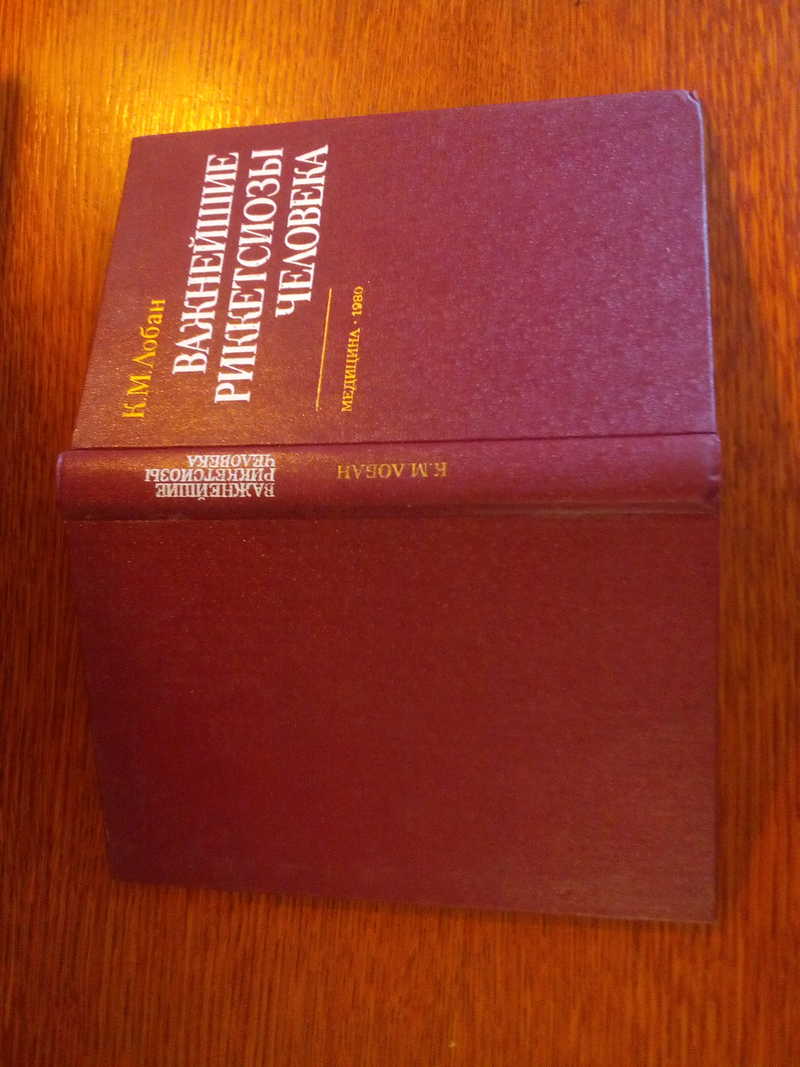 К.М.Лобан
ВАЖНЕЙШИЕ
РИККЕТСИОЗЫ
ЧЕЛОВЕКА
МЕДИЦИНА · 1980
К.М.ЛОБАН
ВАЖНЕЙШИЕ
РИККЕТСИОЗЫ
ЧЕЛОВЕКА